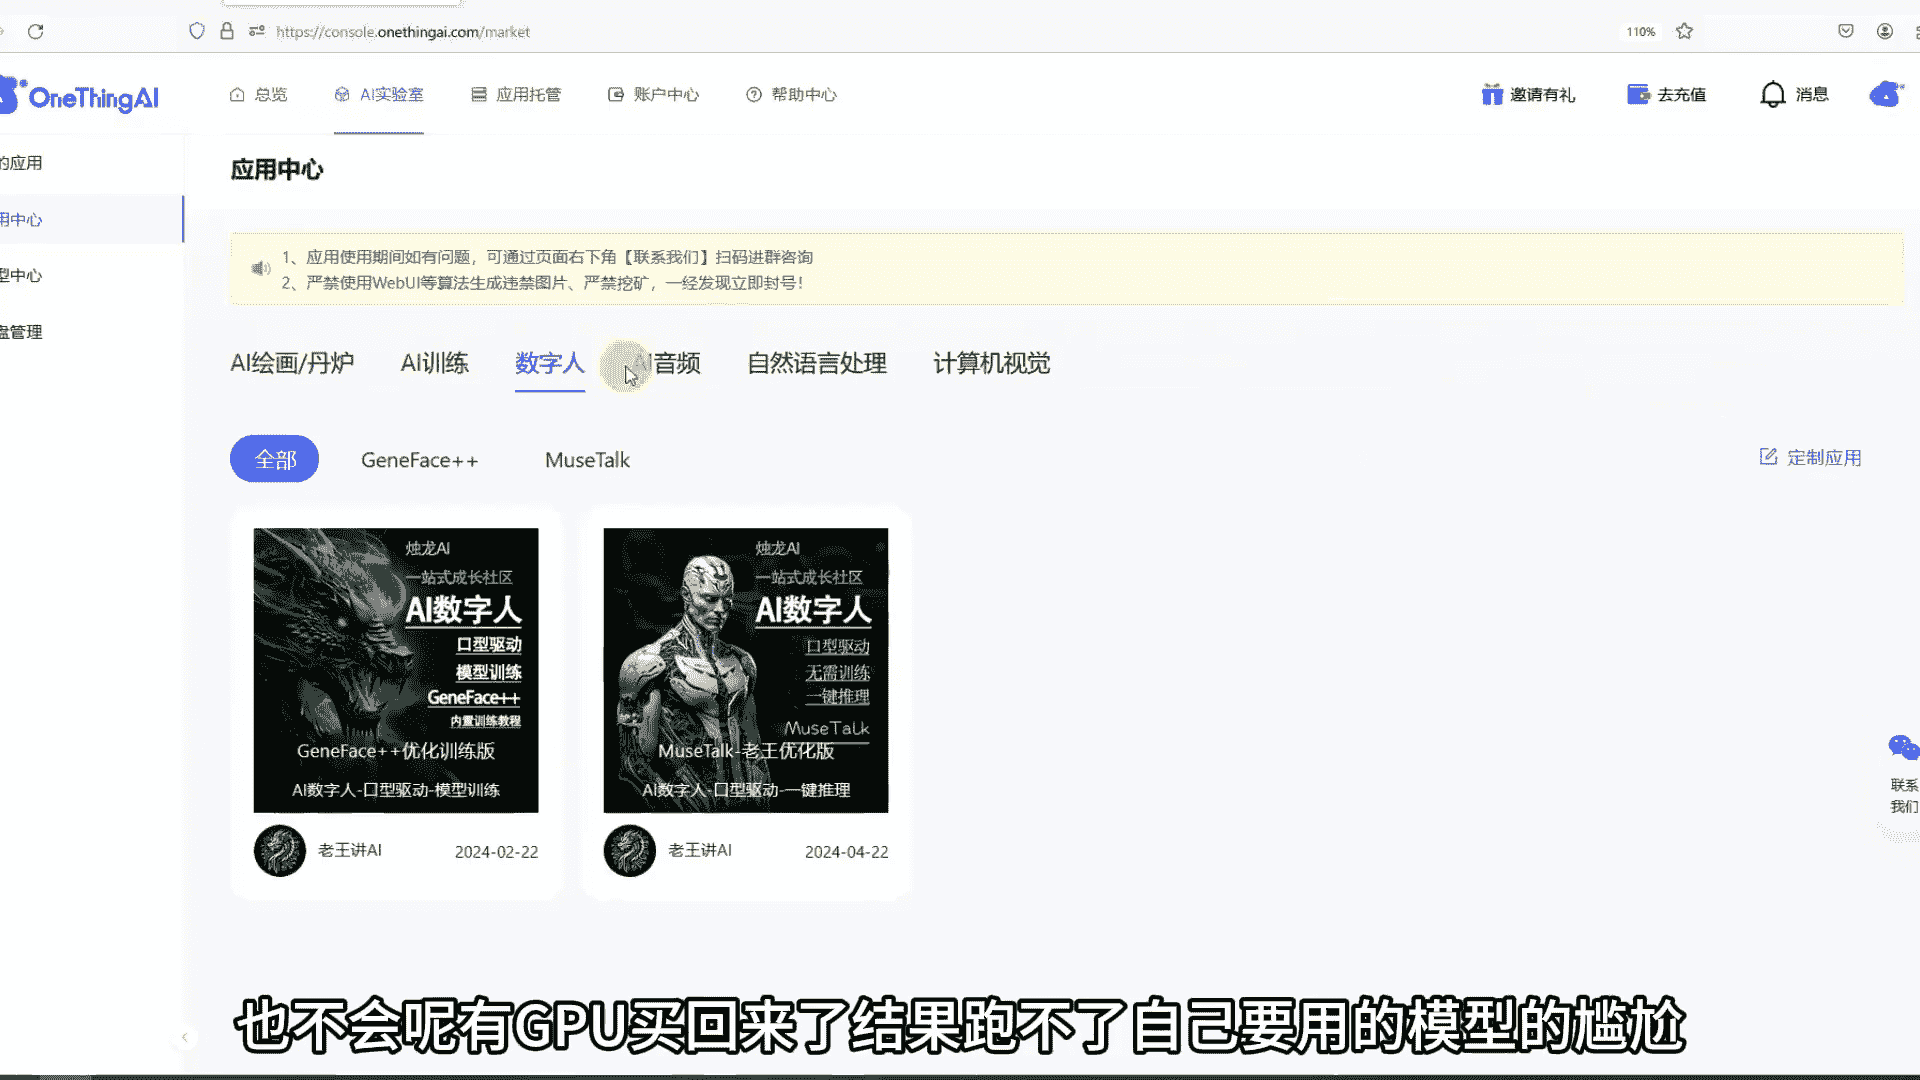 https://console.onethingai.com/market
110%
OneThingAI
总览
AI实验室
应用托管
账户中心
帮助中心
邀请有礼
去充值
消息
的应用
用中心
型中心
盘管理
应用中心
1、应用使用期间如有问题，可通过页面右下角【联系我们】扫码进群咨询
2、严禁使用WebUI等算法生成违禁图片、严禁挖矿，一经发现立即封号！
AI绘画/丹炉
AI训练
数字人
AI音频
自然语言处理
计算机视觉
全部
GeneFace++
MuseTalk
定制应用
烛龙AI
一站式成长社区
AI数字人
口型驱动
模型训练
GeneFace++
内置训练教程
GeneFace++优化训练版
AI数字人-口型驱动-模型训练
老王讲AI
2024-02-22
烛龙AI
一站式成长社区
AI数字人
口型驱动
无需训练
一键推理
MuseTalk
MuseTalk-老王优化版
AI数字人-口型驱动-一键推理
老王讲AI
2024-04-22
联系
我们
也不会呢有GPU买回来了结果跑不了自己要用的模型的尴尬